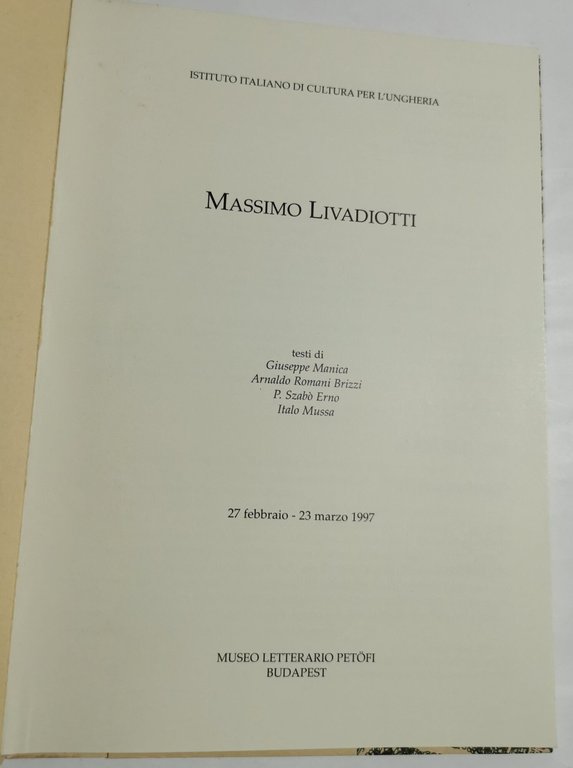 ISTITUTO ITALIANO DI CULTURA PER L'UNGHERIA
MASSIMO LIVADIOTTI
testi di
Giuseppe Manica
Arnaldo Romani Brizzi
P. Szabò Erno
Italo Mussa
27 febbraio - 23 marzo 1997
MUSEO LETTERARIO PETÖFI
BUDAPEST